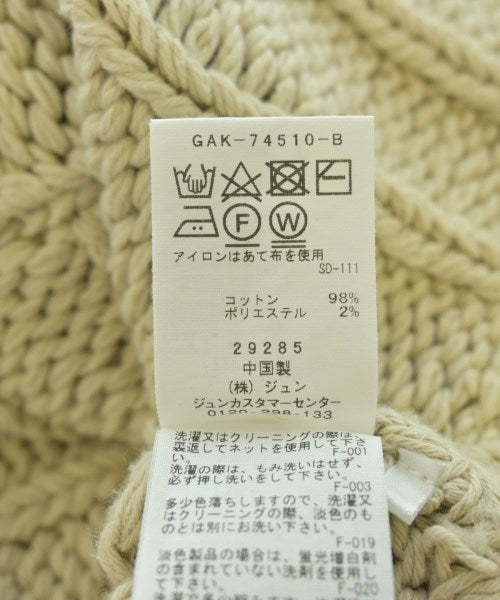 GAK-74510-B
F W
アイロンはあて布を使用
SD-111
コットン 98%
ポリエステル 2%
29285
中国製
(株) ジュン
ジュンカスタマーセンター
0120-298-133
洗濯又はクリーニングの際は、
裏返してネットを使用して下さ
い。 F-001
洗濯の際は、もみ洗いはせず、
必ず押し洗いをして下さい。
F-003
多少色落ちしますので、洗濯又
はクリーニングの際、淡色のも
のとは別にお洗い下さい。
F-019
淡色製品の場合は、蛍光増白剤
の含まれていない洗剤を使用し
て下さい。 F-020